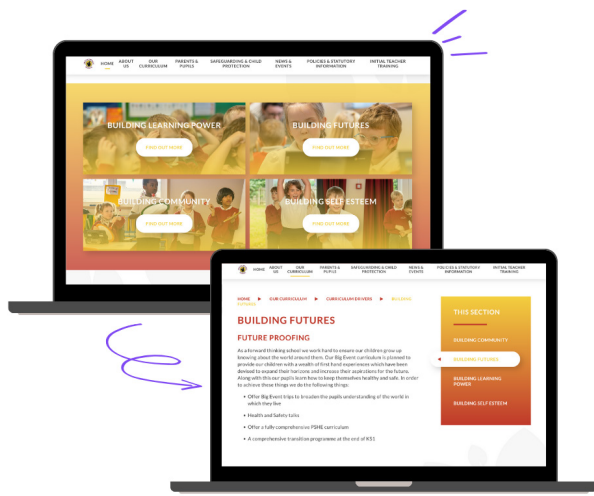 HOME
ABOUT US
OUR CURRICULUM
PARENTS & PUPILS
SAFEGUARDING & CHILD PROTECTION
NEWS & EVENTS
POLICIES & STATUTORY INFORMATION
INITIAL TEACHER TRAINING
BUILDING LEARNING POWER
FIND OUT MORE
BUILDING FUTURES
FIND OUT MORE
BUILDING COMMUNITY
FIND OUT MORE
BUILDING SELF ESTEEM
FIND OUT MORE
HOME
ABOUT US
OUR CURRICULUM
PARENTS & PUPILS
SAFEGUARDING & CHILD PROTECTION
NEWS & EVENTS
POLICIES & STATUTORY INFORMATION
INITIAL TEACHER TRAINING
HOME ▶ OUR CURRICULUM ▶ CURRICULUM DRIVERS ▶ BUILDING
FUTURES
BUILDING FUTURES
FUTURE PROOFING
As a forward thinking school we work hard to ensure our children grow up
knowing about the world around them. Our Big Event curriculum is planned to
provide our children with a wealth of first hand experiences which have been
devised to expand their horizons and increase their aspirations for the future.
Along with this our pupils learn how to keep themselves healthy and safe. In order
to achieve these things we do the following things:
• Offer Big Event trips to broaden the pupils understanding of the world in
which they live
• Health and Safety talks
• Offer a fully comprehensive PSHE curriculum
• A comprehensive transition programme at the end of KS1
THIS SECTION
BUILDING COMMUNITY
BUILDING FUTURES
BUILDING LEARNING
POWER
BUILDING SELF ESTEEM